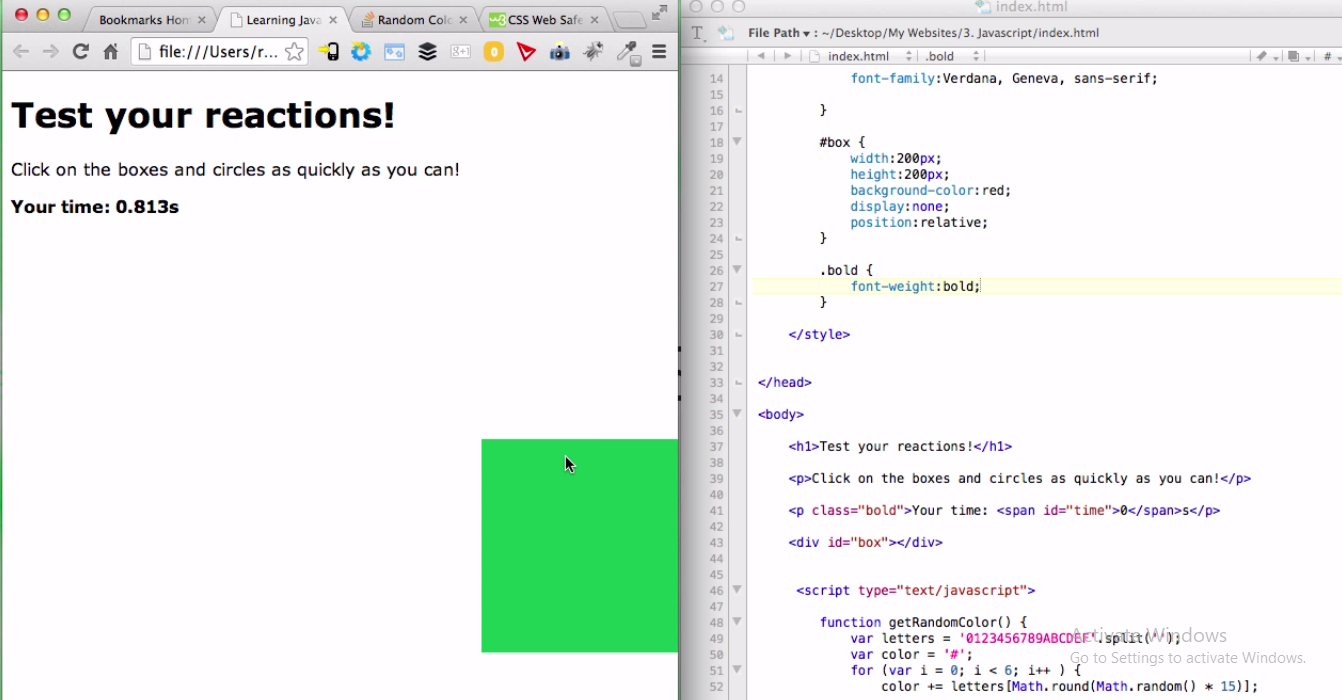 Bookmarks Hom
Learning Java
Random Colo
CSS Web Safe
file:///Users/r...
Test your reactions!
Click on the boxes and circles as quickly as you can!
Your time: 0.813s
index.html
File Path ▾ : ~/Desktop/My Websites/3. Javascript/index.html
index.html
.bold
#
14 font-family:Verdana, Geneva, sans-serif;
15
16 }
17
18 #box {
19 width:200px;
20 height:200px;
21 background-color:red;
22 display:none;
23 position:relative;
24 }
25
26 .bold {
27 font-weight:bold;
28 }
29
30 </style>
31
32
33 </head>
34
35 <body>
36
37 <h1>Test your reactions!</h1>
38
39 <p>Click on the boxes and circles as quickly as you can!</p>
40
41 <p class="bold">Your time: <span id="time">0</span>s</p>
42
43 <div id="box"></div>
44
45
46 <script type="text/javascript">
47
48 function getRandomColor() {
49 var letters = '0123456789ABCDEF'.split('');
50 var color = '#';
51 for (var i = 0; i < 6; i++ ) {
52 color += letters[Math.round(Math.random() * 15)];
Activate Windows
Go to Settings to activate Windows.